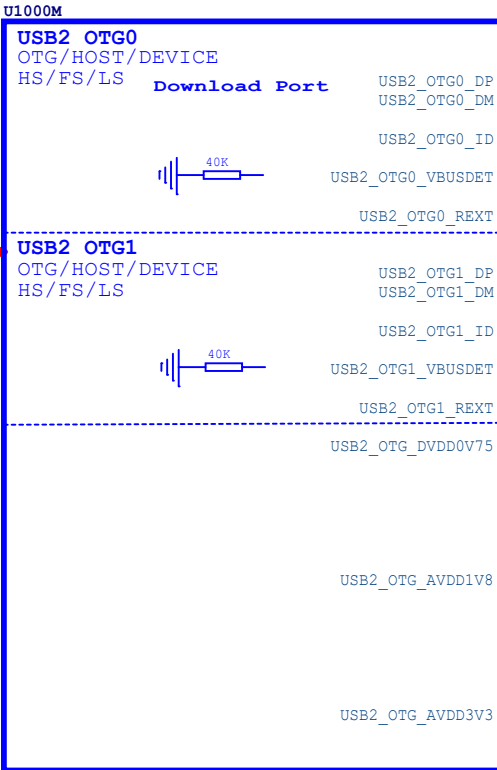 U1000M
USB2 OTG0
OTG/HOST/DEVICE
HS/FS/LS
Download Port
USB2_OTG0_DP
USB2_OTG0_DM
USB2_OTG0_ID
40K
USB2_OTG0_VBUSDET
USB2_OTG0_REXT
USB2 OTG1
OTG/HOST/DEVICE
HS/FS/LS
USB2_OTG1_DP
USB2_OTG1_DM
USB2_OTG1_ID
40K
USB2_OTG1_VBUSDET
USB2_OTG1_REXT
USB2_OTG_DVDD0V75
USB2_OTG_AVDD1V8
USB2_OTG_AVDD3V3